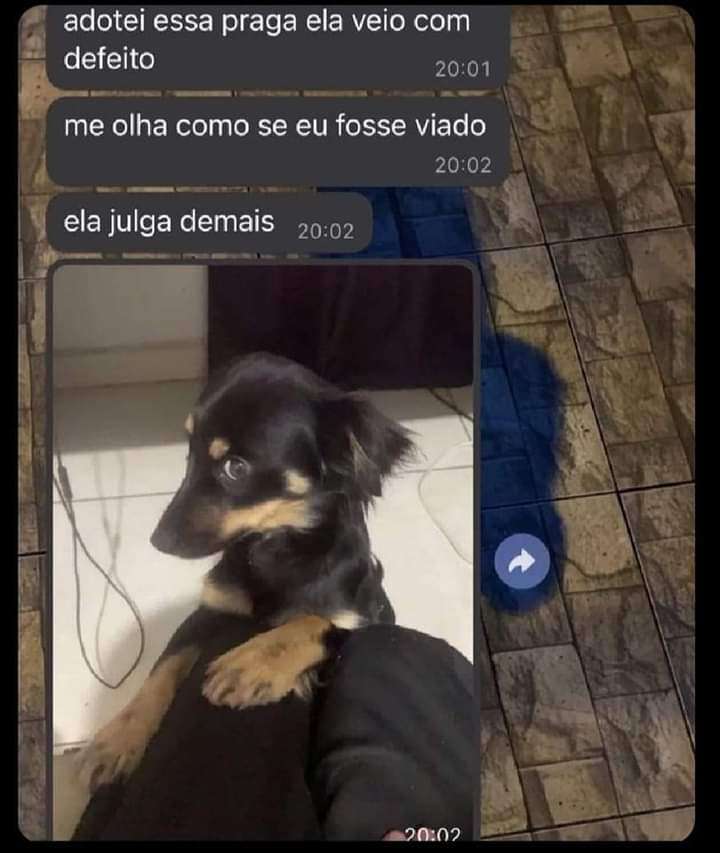 adotei essa praga ela veio com
defeito
20:01
me olha como se eu fosse viado
20:02
ela julga demais 20:02
20:02